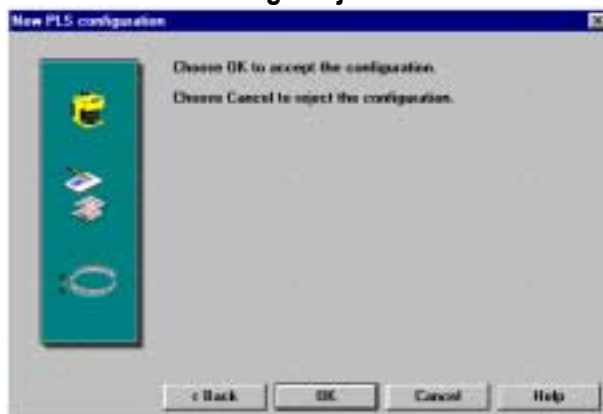 New PLS configuration
Choose OK to accept the configuration.
Choose Cancel to reject the configuration.
< Back
OK
Cancel
Help